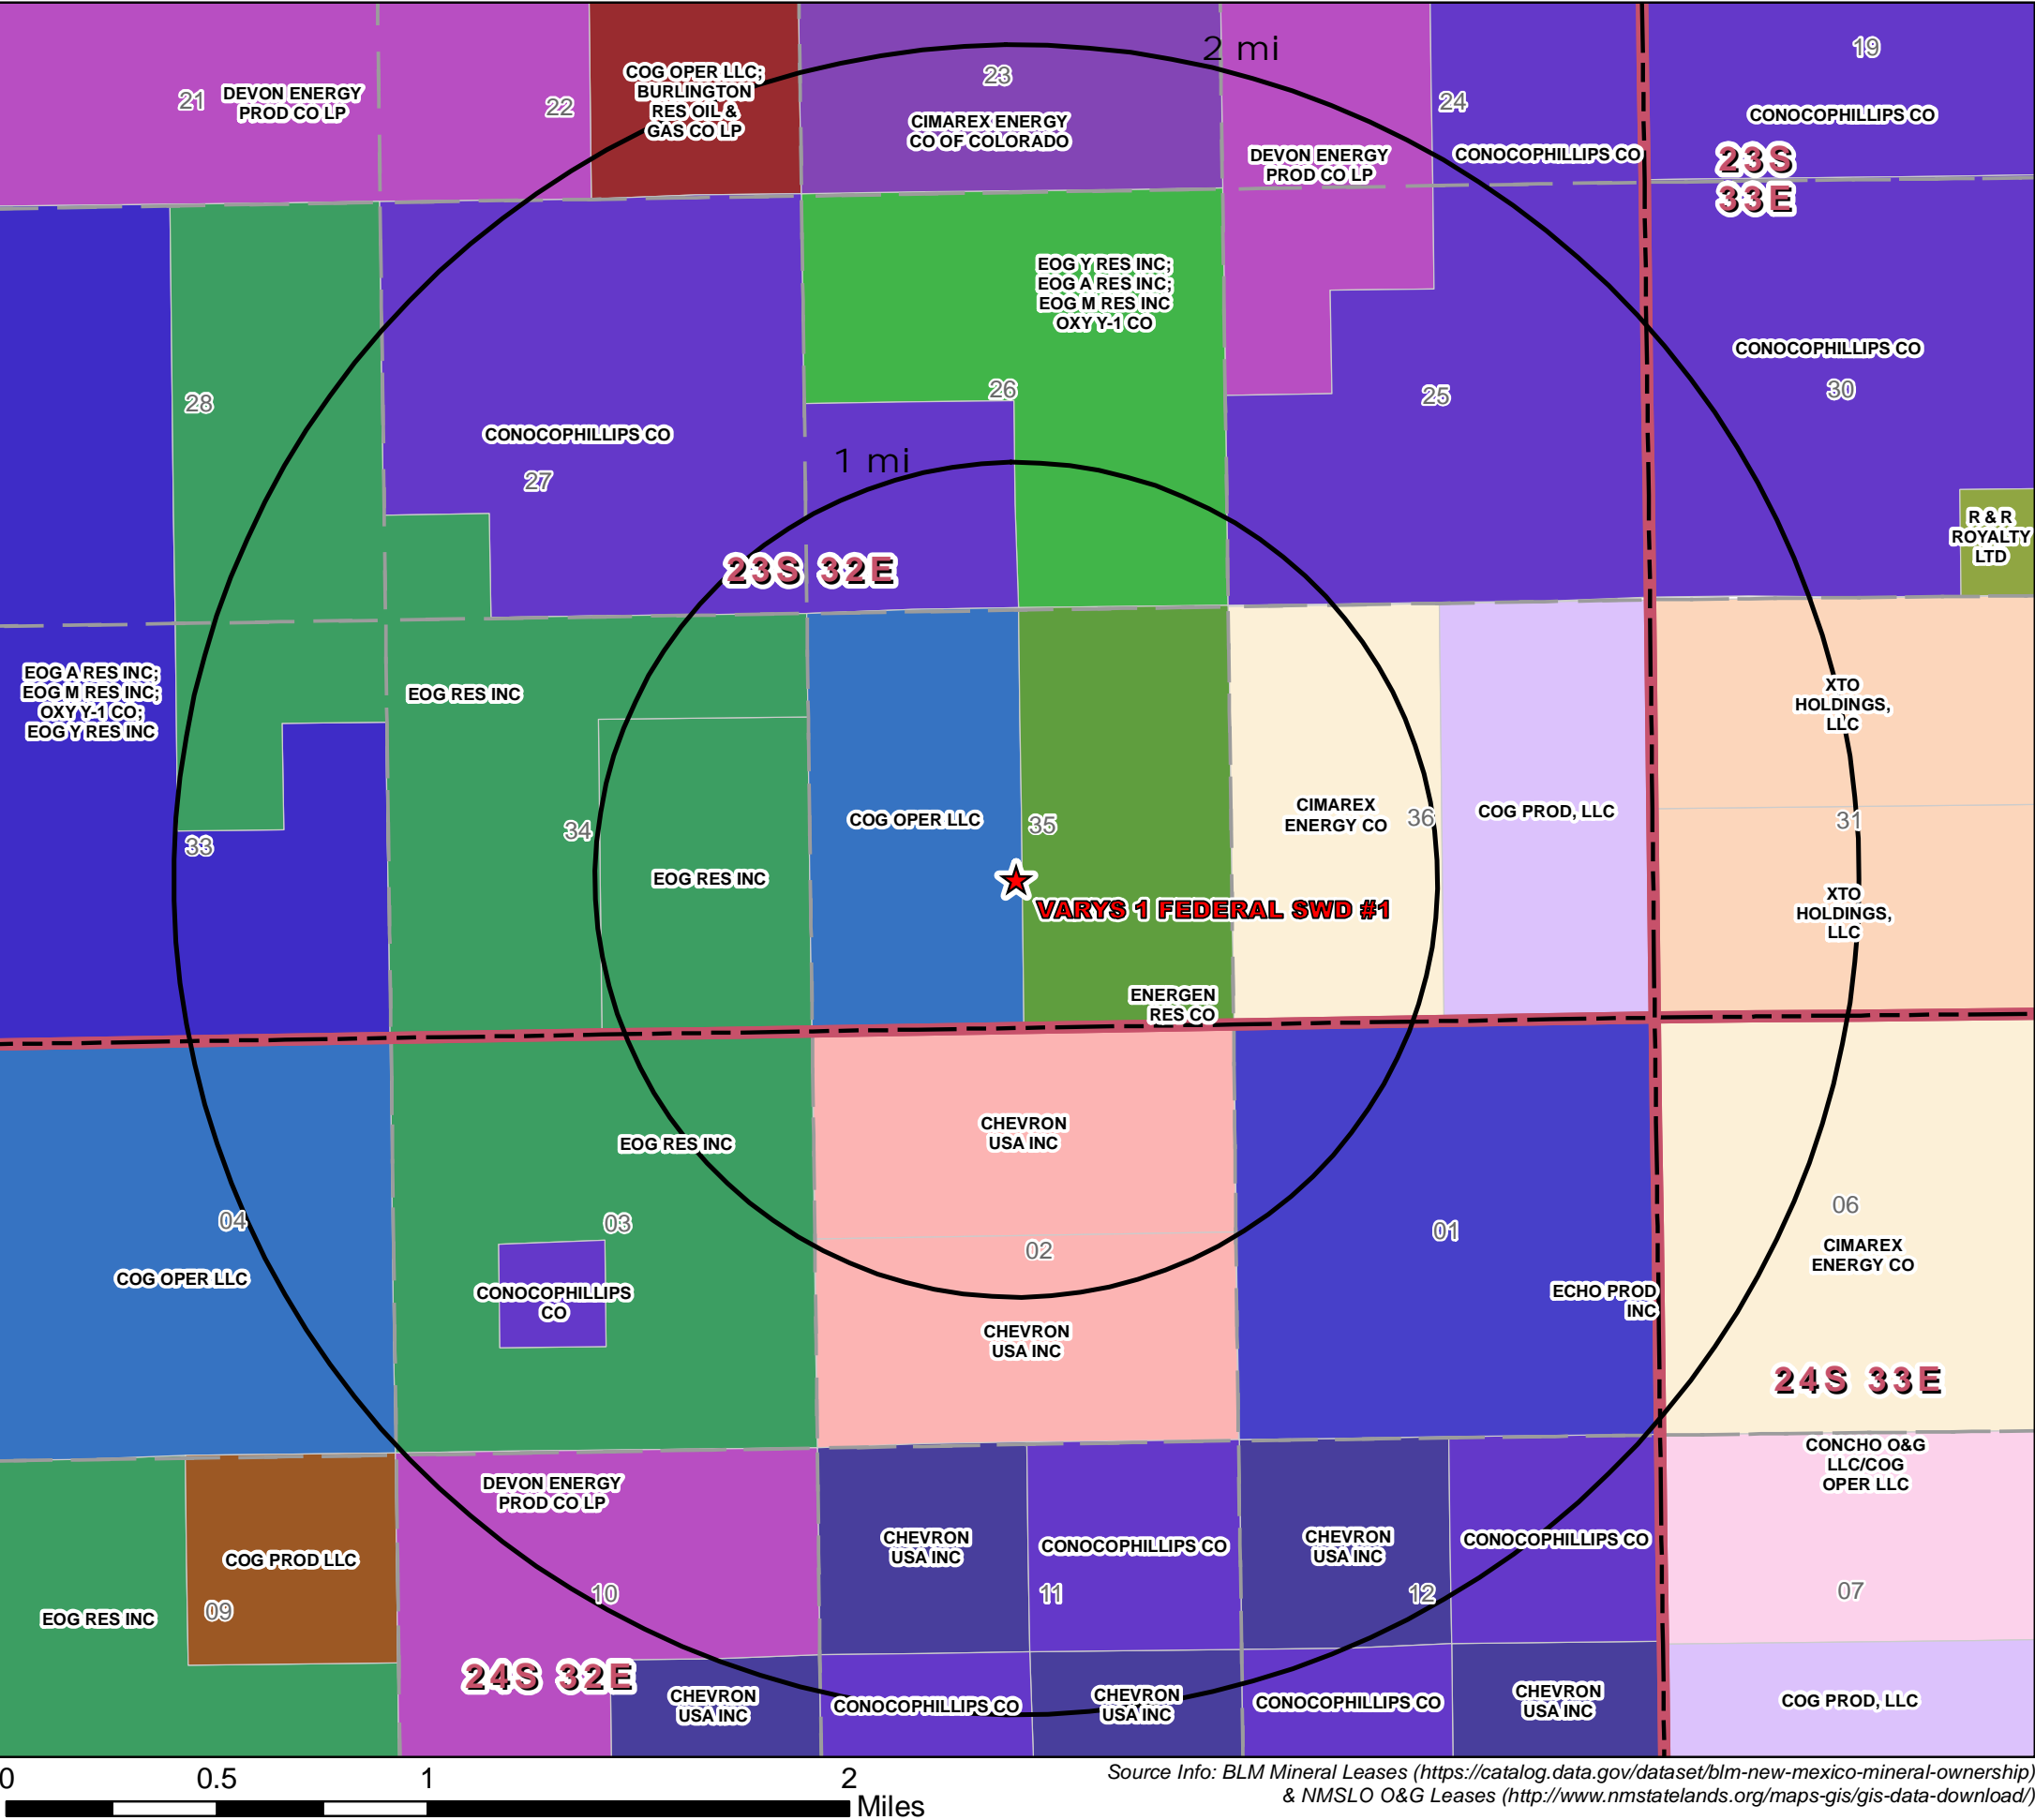 2 mi
19
23
21
DEVON ENERGY
PROD CO LP
22
COG OPER LLC;
BURLINGTON
RES OIL &
GAS CO LP
CIMAREX ENERGY
CO OF COLORADO
24
CONOCOPHILLIPS CO
DEVON ENERGY
PROD CO LP
CONOCOPHILLIPS CO
23S
33E
EOG Y RES INC;
EOG A RES INC;
EOG M RES INC
OXY Y-1 CO
CONOCOPHILLIPS CO
28
26
25
30
CONOCOPHILLIPS CO
27
1 mi
R & R
ROYALTY
LTD
23S 32E
EOG A RES INC;
EOG M RES INC;
OXY Y-1 CO;
EOG Y RES INC
EOG RES INC
XTO
HOLDINGS,
LLC
33
34
COG OPER LLC
35
CIMAREX
ENERGY CO
36
COG PROD, LLC
31
EOG RES INC
VARYS 1 FEDERAL SWD #1
XTO
HOLDINGS,
LLC
ENERGEN
RES CO
EOG RES INC
CHEVRON
USA INC
04
03
02
01
06
COG OPER LLC
CONOCOPHILLIPS
CO
CHEVRON
USA INC
ECHO PROD
INC
CIMAREX
ENERGY CO
24S 33E
DEVON ENERGY
PROD CO LP
CONCHO O&G
LLC/COG
OPER LLC
COG PROD LLC
CHEVRON
USA INC
CONOCOPHILLIPS CO
CHEVRON
USA INC
CONOCOPHILLIPS CO
EOG RES INC
09
10
11
12
07
24S 32E
CHEVRON
USA INC
CONOCOPHILLIPS CO
CHEVRON
USA INC
CONOCOPHILLIPS CO
CHEVRON
USA INC
COG PROD, LLC
0 0.5 1 2
Miles
Source Info: BLM Mineral Leases (https://catalog.data.gov/dataset/blm-new-mexico-mineral-ownership)
& NMSLO O&G Leases (http://www.nmstatelands.org/maps-gis/gis-data-download/)